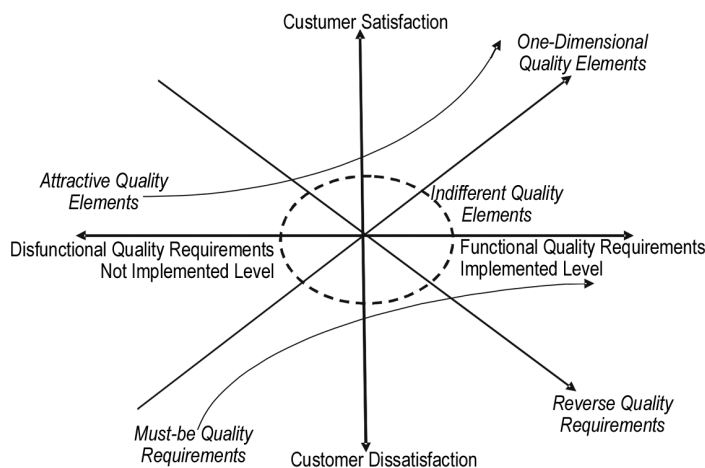 Custumer Satisfaction
One-Dimensional
Quality Elements
Attractive Quality
Elements
Indifferent Quality
Elements
Disfunctional Quality Requirements
Not Implemented Level
Functional Quality Requirements
Implemented Level
Reverse Quality
Requirements
Must-be Quality
Requirements
Customer Dissatisfaction